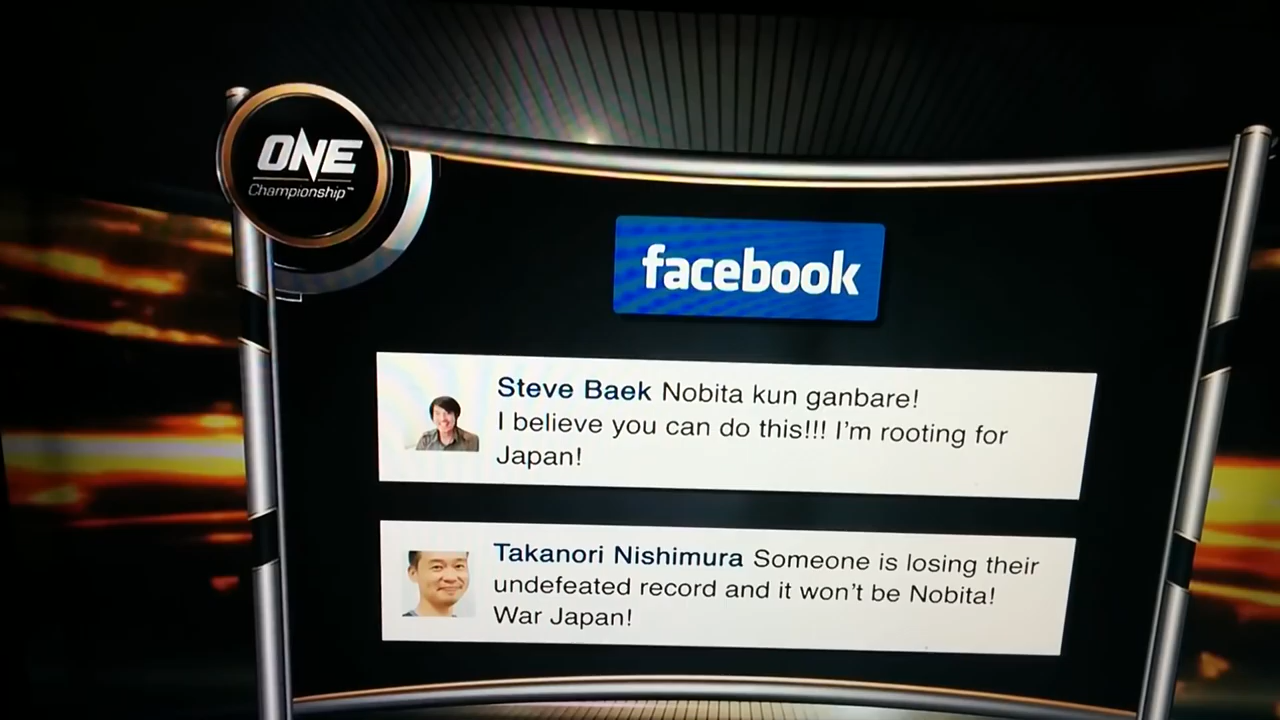 ONE
Championship™
facebook
Steve Baek Nobita kun ganbare!
I believe you can do this!!! I'm rooting for
Japan!
Takanori Nishimura Someone is losing their
undefeated record and it won't be Nobita!
War Japan!